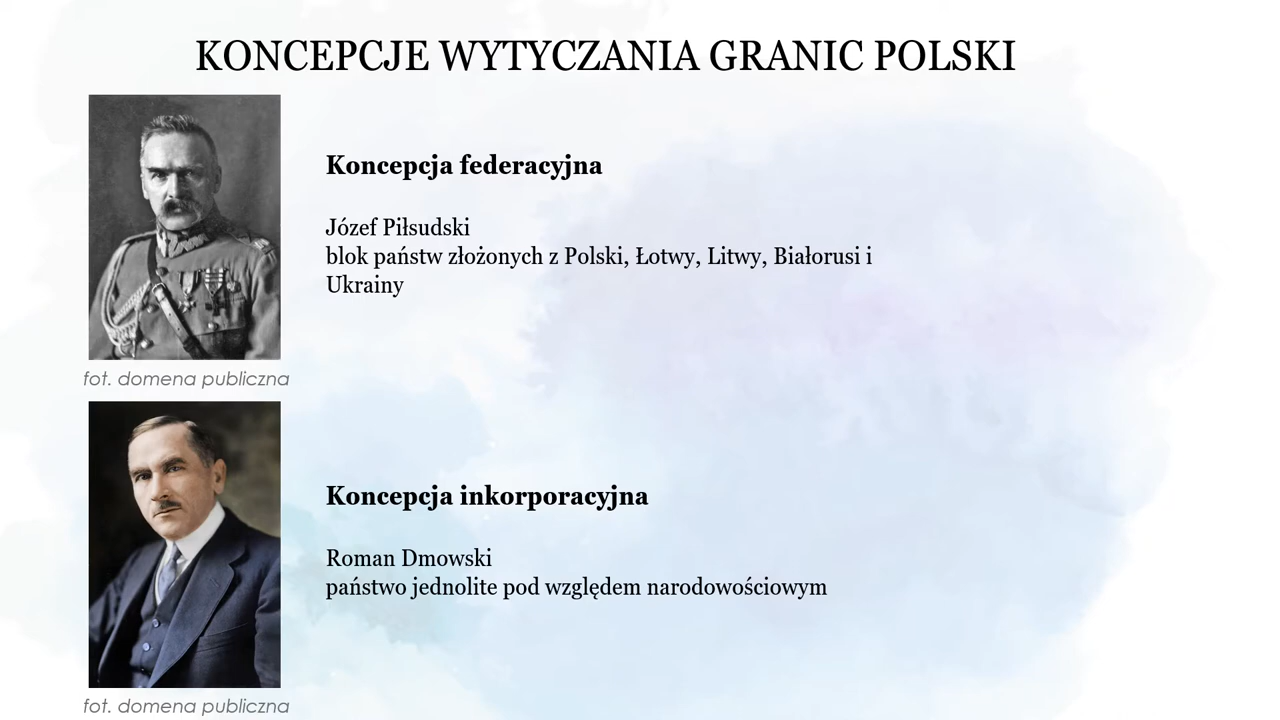 KONCEPCJE WYTYCZANIA GRANIC POLSKI
Koncepcja federacyjna
Józef Piłsudski
blok państw złożonych z Polski, Łotwy, Litwy, Białorusi i
Ukrainy
fot. domena publiczna
Koncepcja inkorporacyjna
Roman Dmowski
państwo jednolite pod względem narodowościowym
fot. domena publiczna